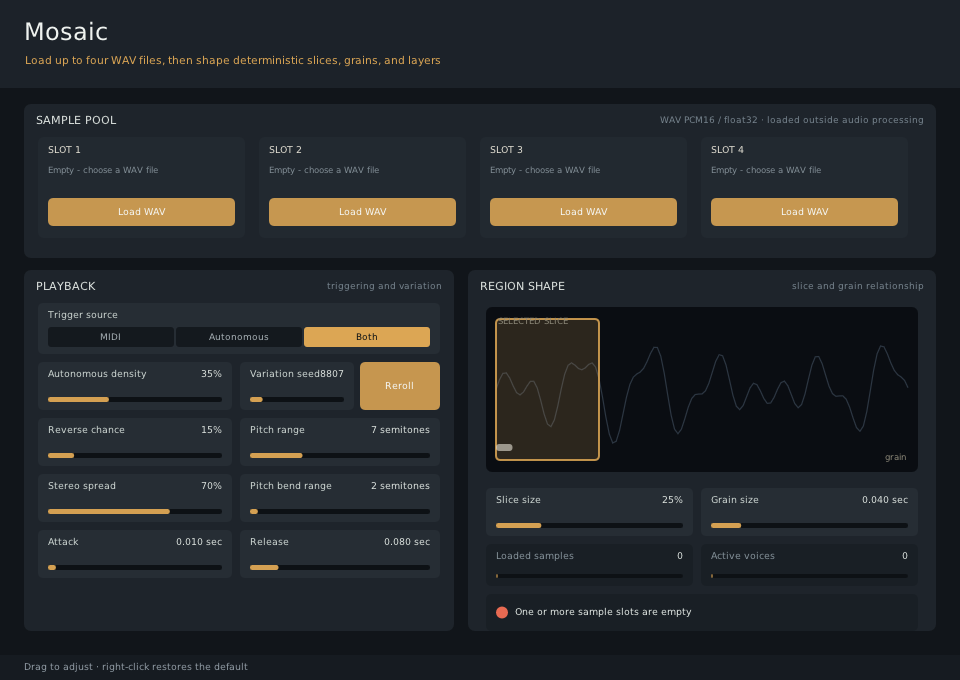 Mosaic
Load up to four WAV files, then shape deterministic slices, grains, and layers
SAMPLE POOL
WAV PCM16 / float32 · loaded outside audio processing
SLOT 1
SLOT 2
SLOT 3
SLOT 4
Empty - choose a WAV file
Empty - choose a WAV file
Empty - choose a WAV file
Empty - choose a WAV file
Load WAV
Load WAV
Load WAV
Load WAV
PLAYBACK
triggering and variation
Trigger source
MIDI
Autonomous
Both
Autonomous density 35%
Variation seed8807
Reroll
Reverse chance 15%
Pitch range 7 semitones
Stereo spread 70%
Pitch bend range 2 semitones
Attack 0.010 sec
Release 0.080 sec
REGION SHAPE
slice and grain relationship
SELECTED SLICE
grain
Slice size 25%
Grain size 0.040 sec
Loaded samples 0
Active voices 0
One or more sample slots are empty
Drag to adjust · right-click restores the default